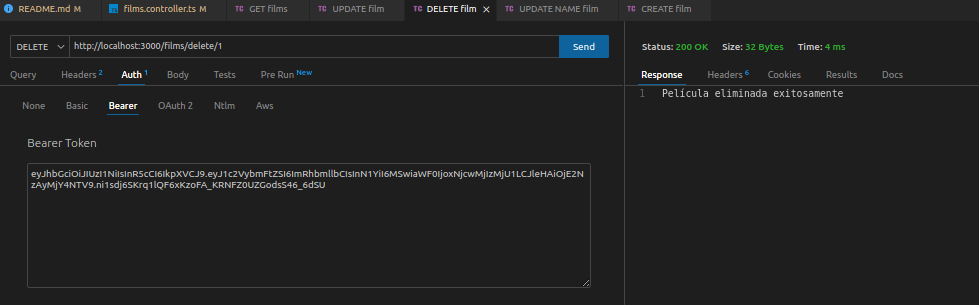 README.md M
TS films.controller.ts M
TC GET films
TC UPDATE film
TC DELETE film ×
TC UPDATE NAME film
TC CREATE film
DELETE http://localhost:3000/films/delete/1 Send
Query Headers 2 Auth 1 Body Tests Pre Run New
None Basic Bearer OAuth 2 Ntlm Aws
Bearer Token
eyJhbGciOiJIUzI1NiIsInR5cCI6IkpXVCJ9.eyJ1c2VybmFtZSI6ImRhbmllbCIsInN1YiI6MSwiaWF0IjoxNjcwMjIzMjU1LCJleHAiOjE2N
zAyMjY4NTV9.ni1sdj6SKrq1lQF6xKzoFA_KRNFZ0UZGodsS46_6dSU
Status: 200 OK Size: 32 Bytes Time: 4 ms
Response Headers 6 Cookies Results Docs
1 Película eliminada exitosamente